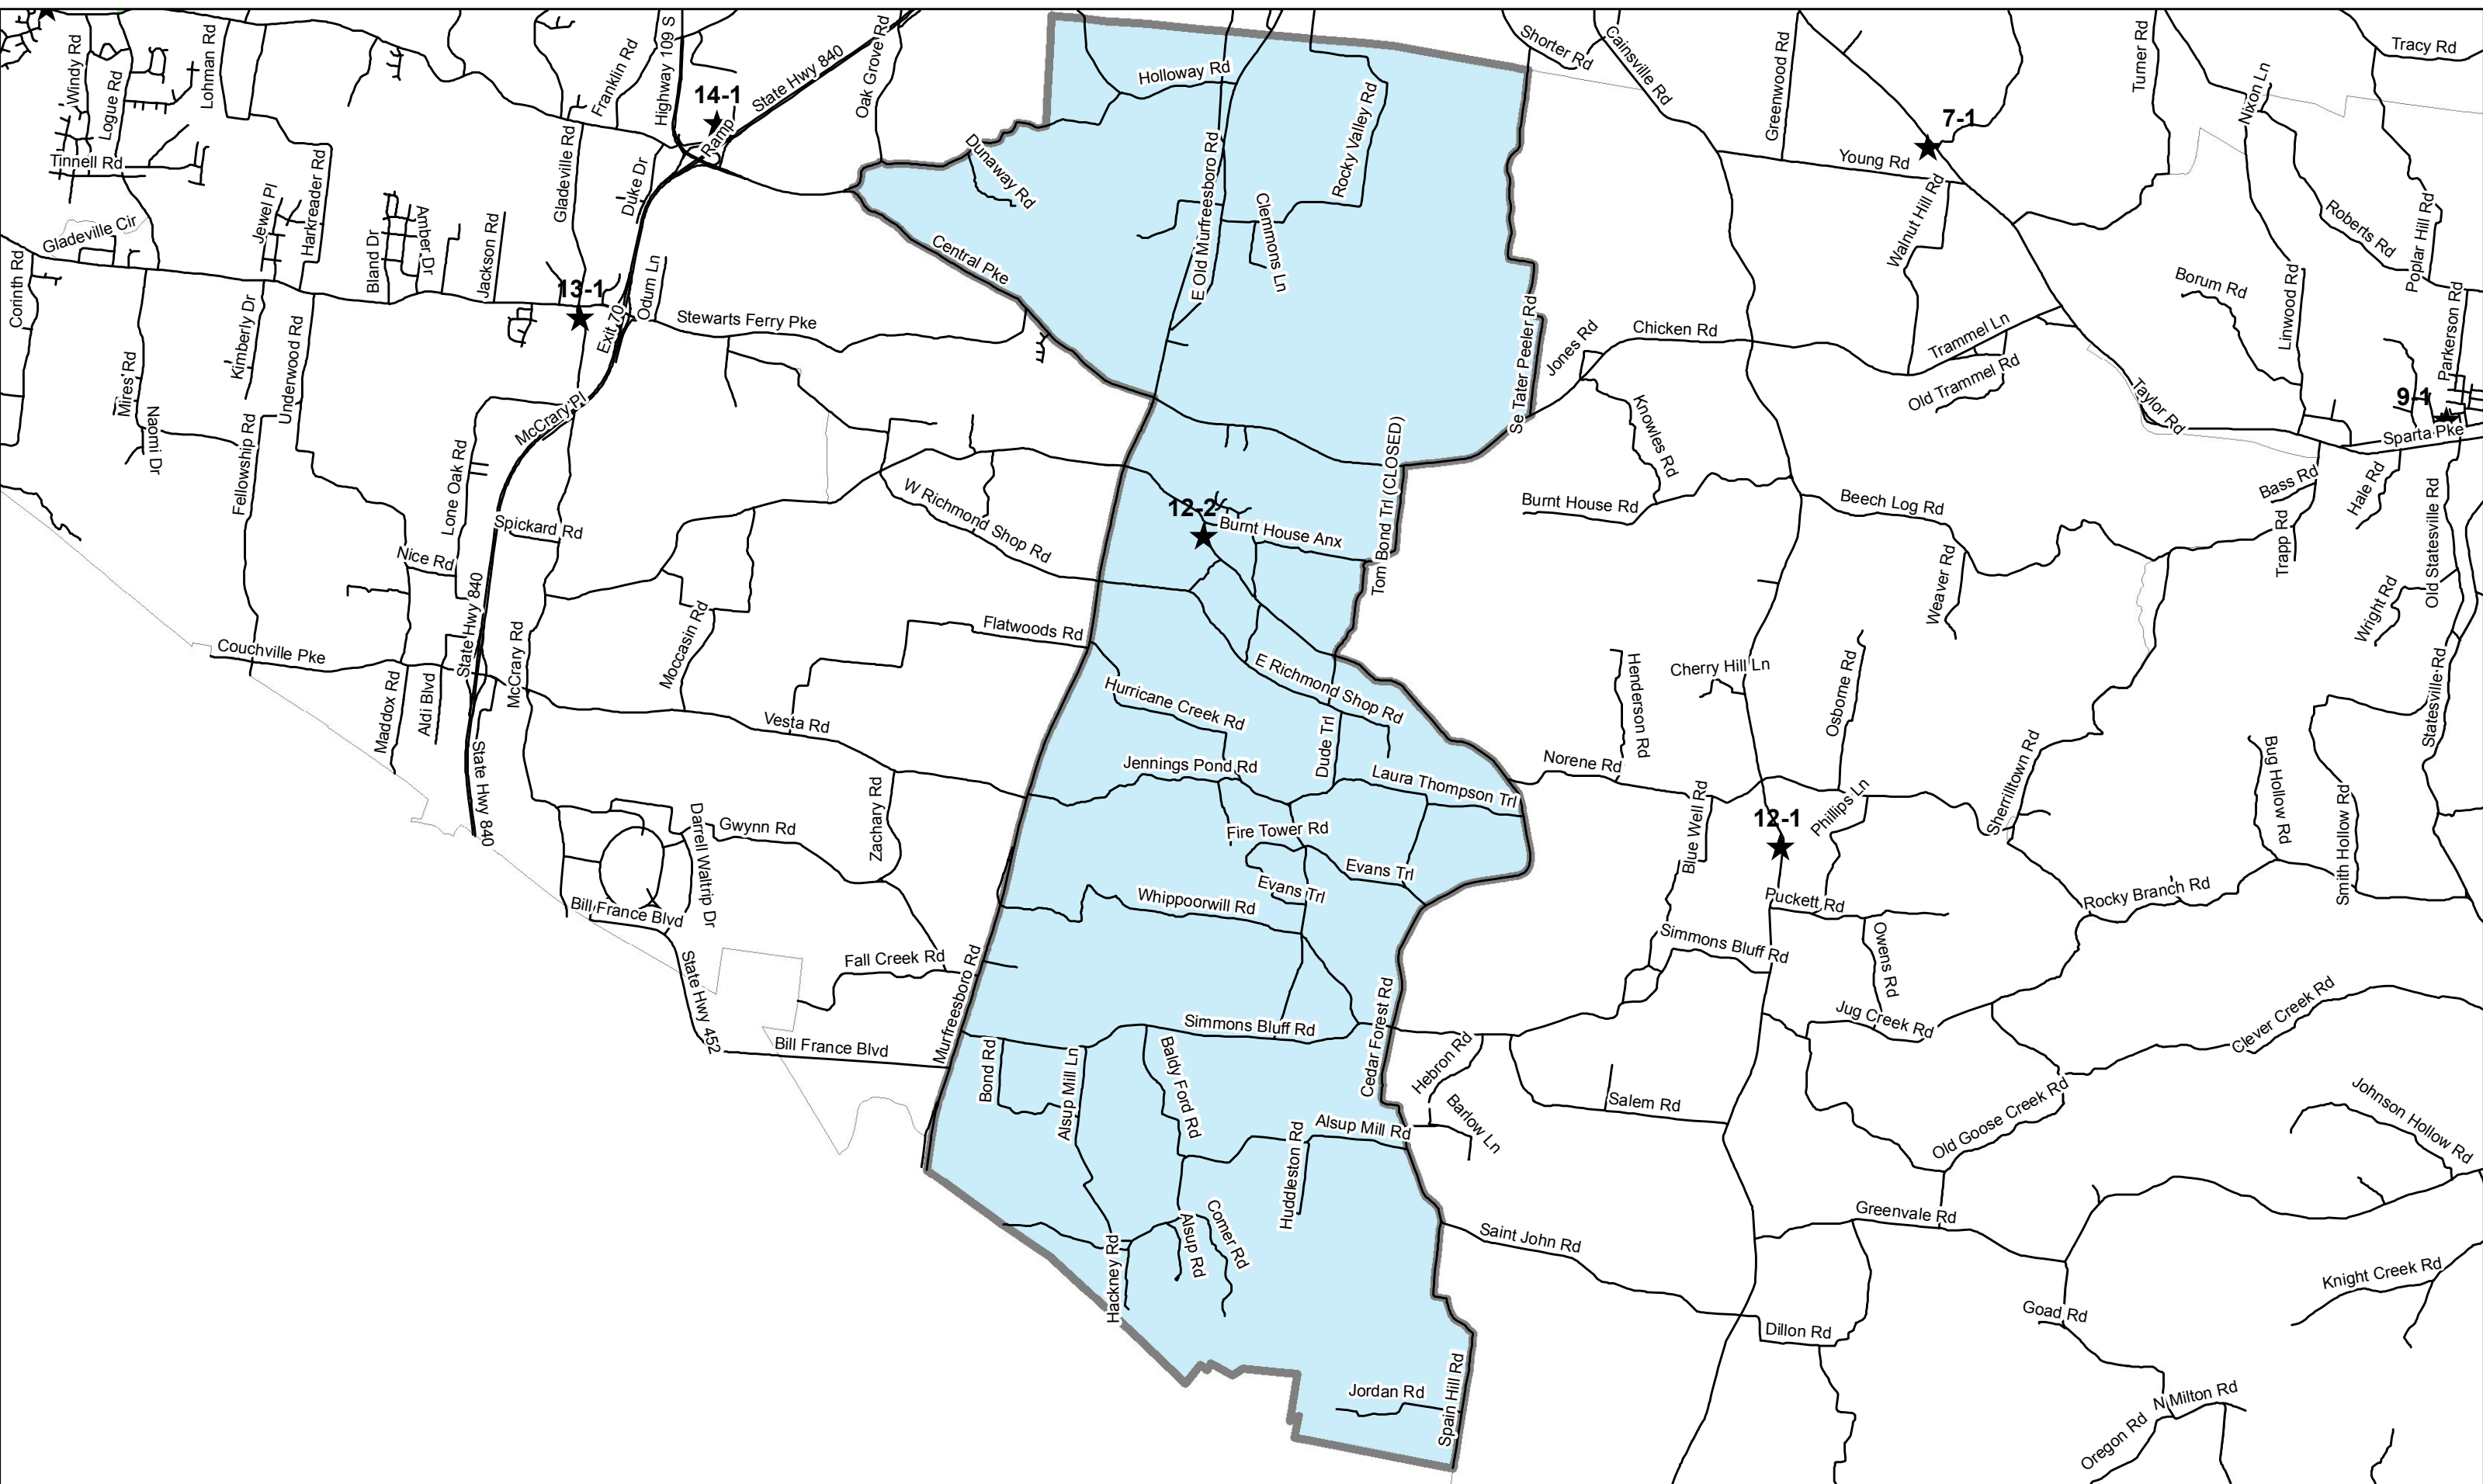 Windy Rd
Logue Rd
Lohman Rd
Franklin Rd
Highway 109 S
14-1
State Hwy 840
Oak Grove Rd
Holloway Rd
Shorter Rd
Cainsville Rd
Greenwood Rd
7-1
Turner Rd
Nixon Ln
Tracy Rd
Tinnell Rd
Ramp
Rocky Valley Rd
Young Rd
Gladeville Rd
Duke Dr
Dunaway Rd
E Old Murfreesboro Rd
Walnut Hill Rd
Roberts Rd
Poplar Hill Rd
Gladeville Cir
Jewel Pl
Harkreader Rd
Bland Dr
Amber Dr
Jackson Rd
Central Pke
Clemmons Ln
Borum Rd
Linwood Rd
Parkerson Rd
Corinth Rd
13-1
Exit 70
Odum Ln
Stewarts Ferry Pke
Se Tater Peeler Rd
Jones Rd
Chicken Rd
Trammel Ln
Old Trammel Rd
Taylor Rd
9-1
Sparta Pke
Mires Rd
Naomi Dr
Kimberly Dr
Underwood Rd
Fellowship Rd
McCrary Pl
Lone Oak Rd
Knowles Rd
Tom Bond Trl (CLOSED)
Spickard Rd
Nice Rd
W Richmond Shop Rd
12-2
Burnt House Anx
Burnt House Rd
Beech Log Rd
Bass Rd
Hale Rd
Trapp Rd
Old Statesville Rd
Weaver Rd
Wright Rd
Statesville Rd
Couchville Pke
State Hwy 840
McCrary Rd
Moccasin Rd
Flatwoods Rd
Maddox Rd
Aldi Blvd
State Hwy 840
Vesta Rd
Hurricane Creek Rd
E Richmond Shop Rd
Dude Trl
Henderson Rd
Cherry Hill Ln
Osborne Rd
Jennings Pond Rd
Laura Thompson Trl
Norene Rd
Blue Well Rd
12-1
Phillips Ln
Sherrilltown Rd
Bug Hollow Rd
Smith Hollow Rd
Darrell Waltrip Dr
Gwynn Rd
Zachary Rd
Fire Tower Rd
Evans Trl
Evans Trl
Whippoorwill Rd
Bill France Blvd
Puckett Rd
Rocky Branch Rd
Simmons Bluff Rd
Owens Rd
Fall Creek Rd
State Hwy 452
Murfreesboro Rd
Bill France Blvd
Simmons Bluff Rd
Cedar Forest Rd
Jug Creek Rd
Clever Creek Rd
Bond Rd
Alsup Mill Ln
Baldy Ford Rd
Hebron Rd
Barlow Ln
Salem Rd
Old Goose Creek Rd
Johnson Hollow Rd
Alsup Mill Rd
Huddleston Rd
Hackney Rd
Alsup Rd
Corner Rd
Saint John Rd
Greenvale Rd
Knight Creek Rd
Goad Rd
Dillon Rd
Jordan Rd
Spain Hill Rd
N Milton Rd
Oregon Rd